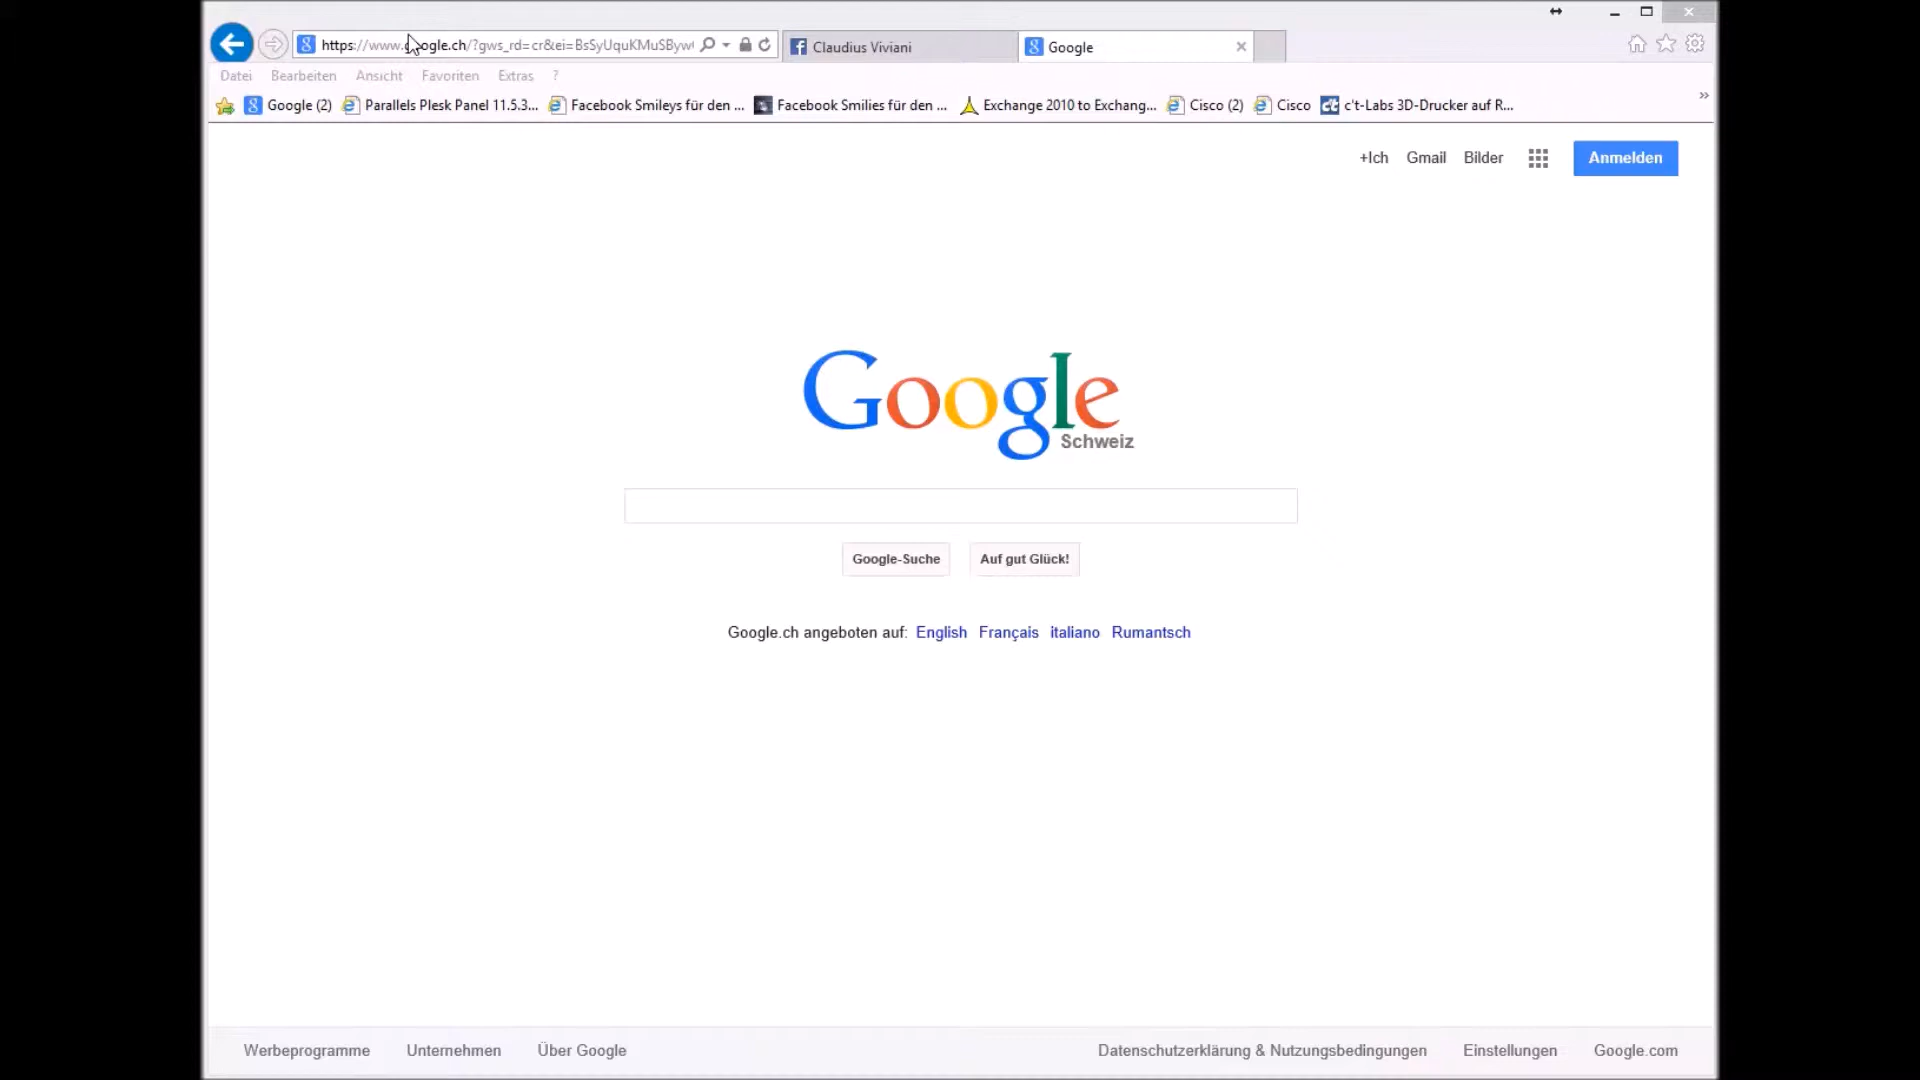 https://www.google.ch/?gws_rd=cr&ei=BsSyUquKMuSByw
Claudius Viviani
Google
Datei Bearbeiten Ansicht Favoriten Extras ?
Google (2) Parallels Plesk Panel 11.5.3... Facebook Smileys für den ... Facebook Smilies für den ... Exchange 2010 to Exchang... Cisco (2) Cisco c't-Labs 3D-Drucker auf R... »
+Ich Gmail Bilder Anmelden
Google
Schweiz
Google-Suche Auf gut Glück!
Google.ch angeboten auf: English Français italiano Rumantsch
Werbeprogramme Unternehmen Über Google Datenschutzerklärung & Nutzungsbedingungen Einstellungen Google.com